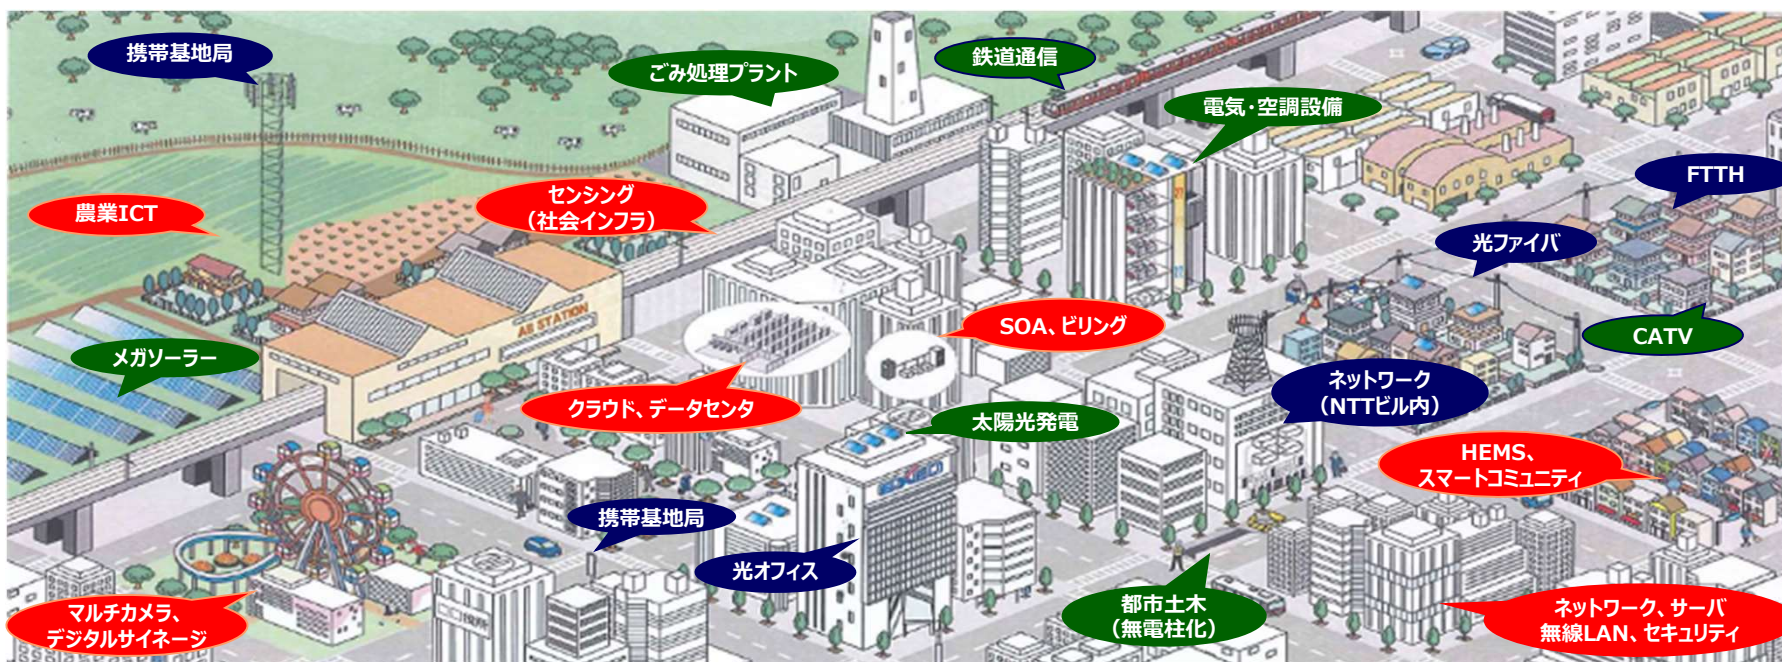 携帯基地局
ごみ処理プラント
鉄道通信
電気・空調設備
FTTH
農業ICT
センシング
(社会インフラ)
光ファイバ
AB STATION
SOA、ビリング
CATV
メガソーラー
クラウド、データセンタ
太陽光発電
ネットワーク
(NTTビル内)
HEMS、
スマートコミュニティ
携帯基地局
光オフィス
マルチカメラ、
デジタルサイネージ
都市土木
(無電柱化)
ネットワーク、サーバ
無線LAN、セキュリティ